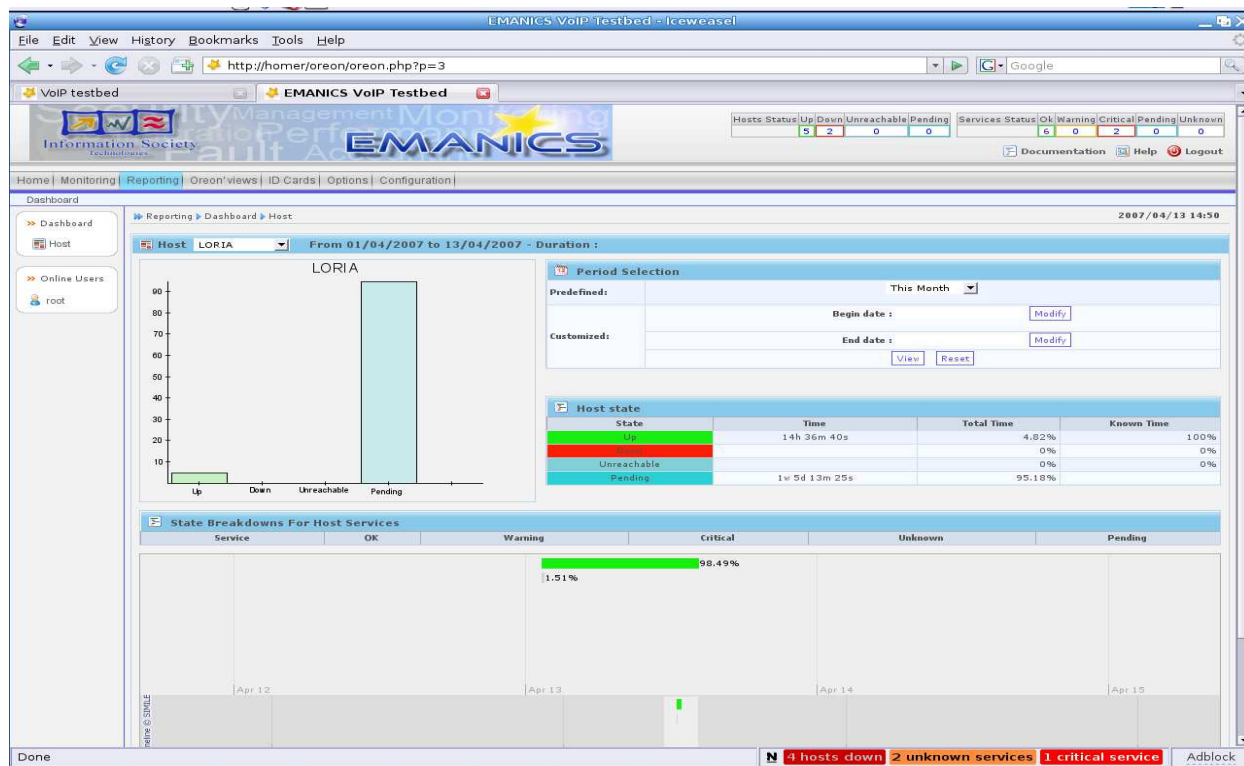 EMANICS VoIP Testbed - Iceweasel
File Edit View History Bookmarks Tools Help
http://homer/oreon/oreon.php?p=3
G Google
VoIP testbed
EMANICS VoIP Testbed
Information Society
Technologies
EMANICS
Hosts Status Up Down Unreachable Pending
5 2 0 0
Services Status Ok Warning Critical Pending Unknown
6 0 2 0 0
Documentation Help Logout
Home Monitoring Reporting Oreon'views ID Cards Options Configuration
Dashboard
Dashboard
Host
Online Users
root
Reporting Dashboard Host
2007/04/13 14:50
Host LORIA From 01/04/2007 to 13/04/2007 - Duration :
LORIA
90
80
70
60
50
40
30
20
10
Up Down Unreachable Pending
Period Selection
Predefined: This Month
Customized:
Begin date : Modify
End date : Modify
View Reset
Host state
State Time Total Time Known Time
Up 14h 36m 40s 4.82% 100%
Down 0% 0%
Unreachable 0% 0%
Pending 1w 5d 13m 25s 95.18%
State Breakdowns For Host Services
Service OK Warning Critical Unknown Pending
98.49%
1.51%
Apr 12 Apr 13 Apr 14 Apr 15
© SIMILE
Done
N 4 hosts down 2 unknown services 1 critical service Adblock